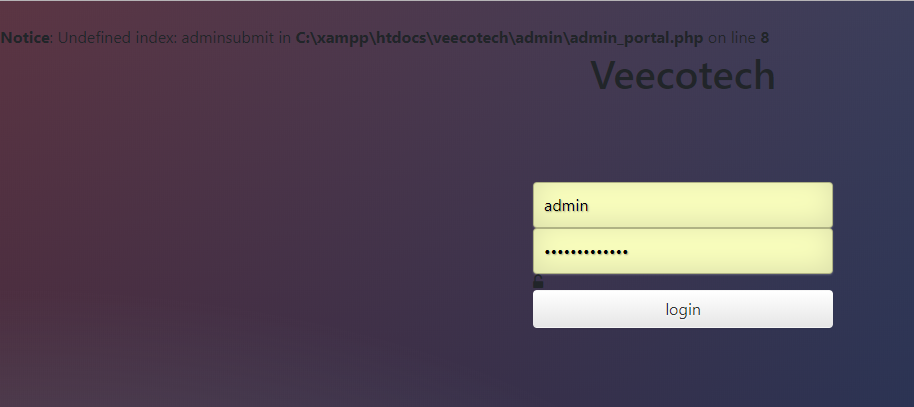 Notice: Undefined index: adminsubmit in C:\xampp\htdocs\veecotech\admin\admin_portal.php on line 8
Veecotech
admin
•••••••••••••
login